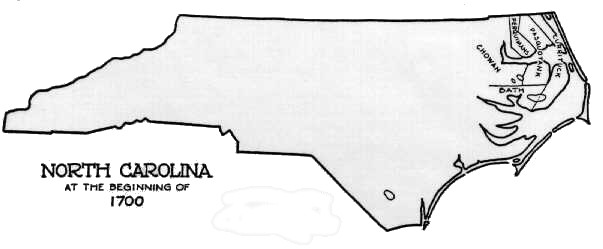 PERQUIMANS
PASQUOTANK
CURRITUCK
CHOWAN
BATH
NORTH CAROLINA
AT THE BEGINNING OF
1700